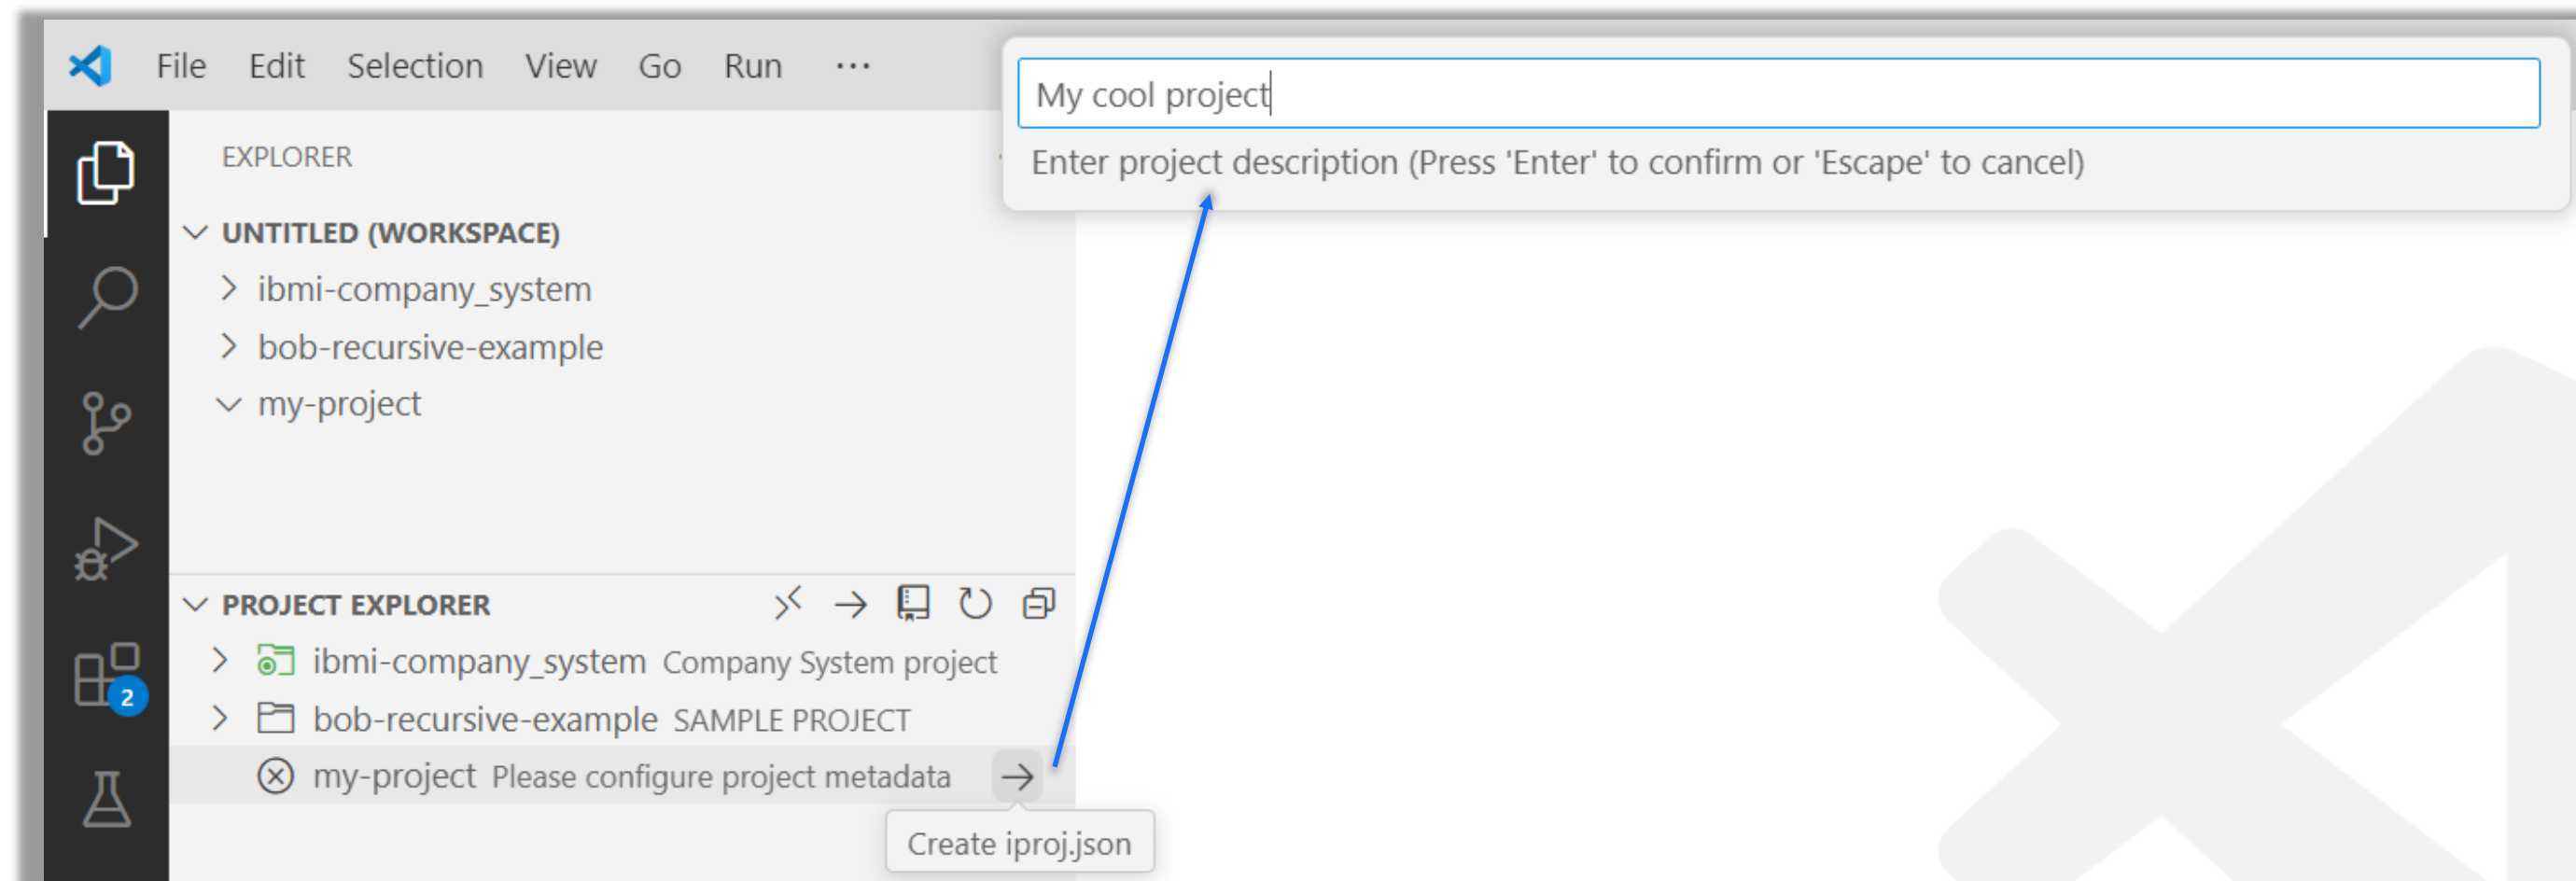 File Edit Selection View Go Run ···
My cool project
Enter project description (Press 'Enter' to confirm or 'Escape' to cancel)
EXPLORER
UNTITLED (WORKSPACE)
ibmi-company_system
bob-recursive-example
my-project
PROJECT EXPLORER
ibmi-company_system Company System project
2
bob-recursive-example SAMPLE PROJECT
my-project Please configure project metadata
Create iproj.json